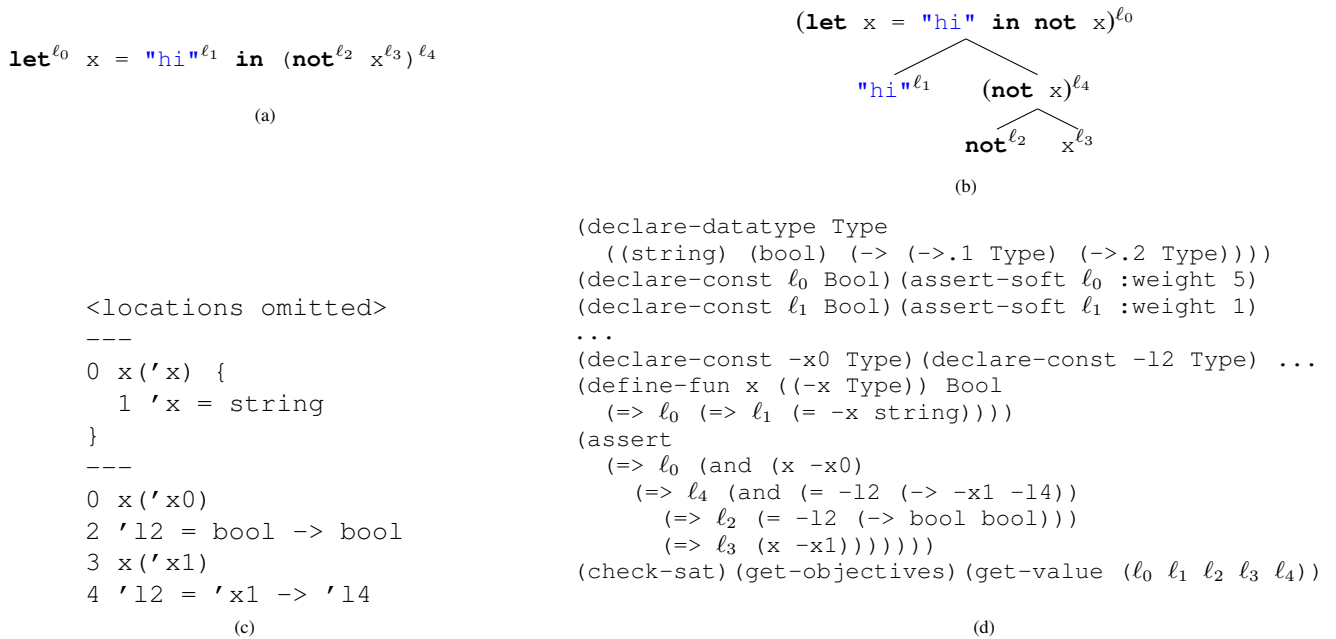 let^ℓ0 x = "hi"^ℓ1 in (not^ℓ2 x^ℓ3)^ℓ4
(a)
(let x = "hi" in not x)^ℓ0
"hi"^ℓ1 (not x)^ℓ4
not^ℓ2 x^ℓ3
(b)
<locations omitted>
---
0 x('x) {
1 'x = string
}
---
0 x('x0)
2 'l2 = bool -> bool
3 x('x1)
4 'l2 = 'x1 -> 'l4
(c)
(declare-datatype Type
((string) (bool) (-> (->.1 Type) (->.2 Type))))
(declare-const ℓ0 Bool)(assert-soft ℓ0 :weight 5)
(declare-const ℓ1 Bool)(assert-soft ℓ1 :weight 1)
...
(declare-const -x0 Type)(declare-const -l2 Type) ...
(define-fun x ((-x Type)) Bool
(=> ℓ0 (=> ℓ1 (= -x string))))
(assert
(=> ℓ0 (and (x -x0)
(=> ℓ4 (and (= -l2 (-> -x1 -l4))
(=> ℓ2 (= -l2 (-> bool bool)))
(=> ℓ3 (x -x1)))))))
(check-sat)(get-objectives)(get-value (ℓ0 ℓ1 ℓ2 ℓ3 ℓ4))
(d)